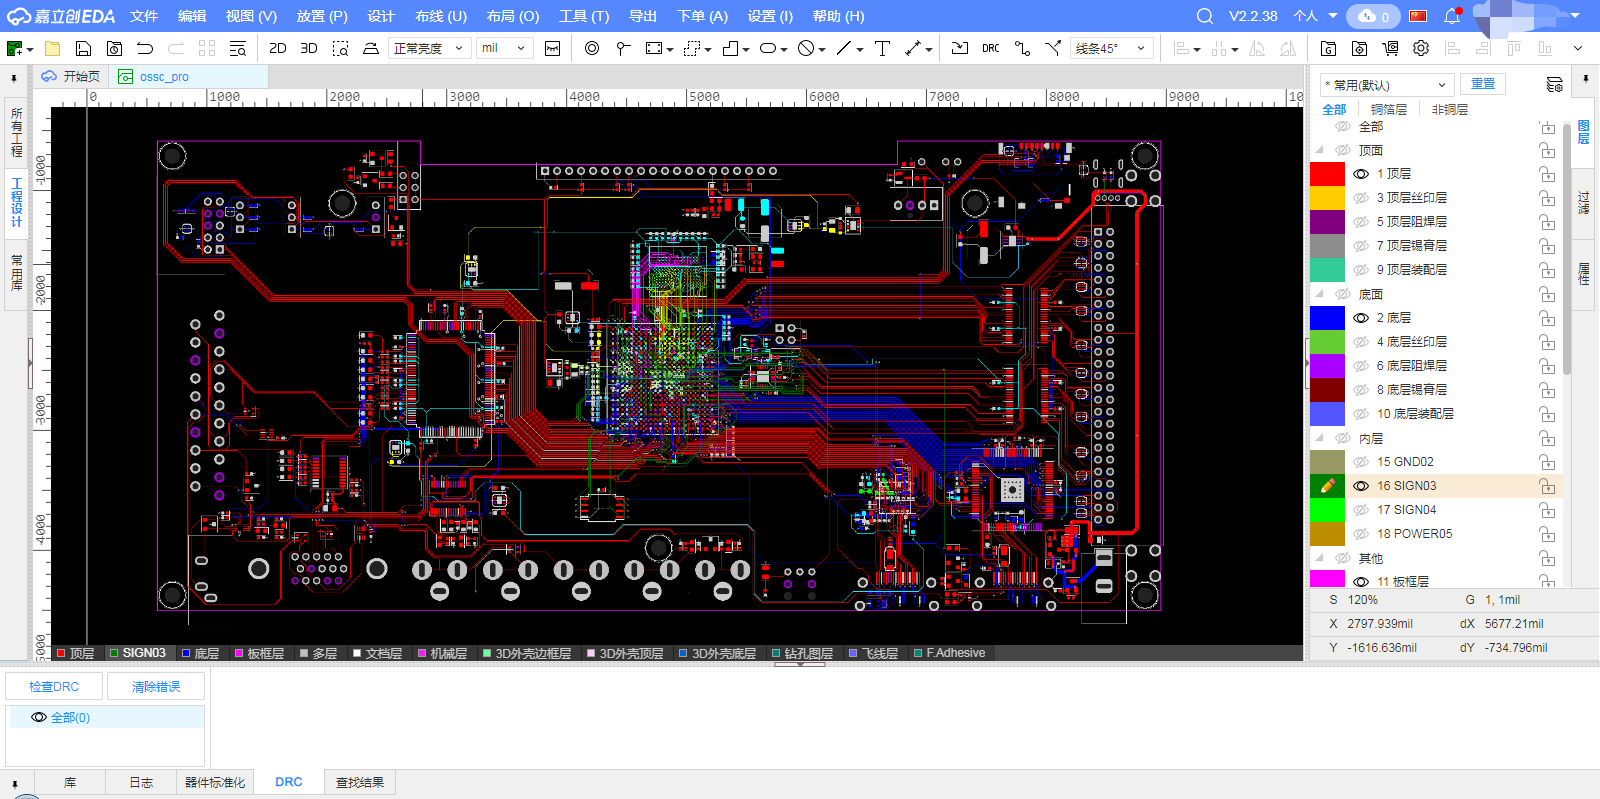 嘉立创EDA 文件 编辑 视图 (V) 放置 (P) 设计 布线 (U) 布局 (O) 工具 (T) 导出 下单 (A) 设置 (I) 帮助 (H) V2.2.38 个人 0
2D 3D 正常亮度 mil DRC 线条45°
开始页 ossc_pro
所有工程
工程设计
常用库
0 1000 2000 3000 4000 5000 6000 7000 8000 9000 10
-1000
-2000
-3000
-4000
-5000
* 常用(默认) 重置
全部 铜箔层 非铜层
全部
顶面
1 顶层
3 顶层丝印层
5 顶层阻焊层
7 顶层锡膏层
9 顶层装配层
底面
2 底层
4 底层丝印层
6 底层阻焊层
8 底层锡膏层
10 底层装配层
内层
15 GND02
16 SIGN03
17 SIGN04
18 POWER05
其他
11 板框层
图层
过滤
属性
S 120% G 1, 1mil
X 2797.939mil dX 5677.21mil
Y -1616.636mil dY -734.796mil
顶层 SIGN03 底层 板框层 多层 文档层 机械层 3D外壳边框层 3D外壳顶层 3D外壳底层 钻孔图层 飞线层 F.Adhesive
检查DRC 清除错误
全部(0)
库 日志 器件标准化 DRC 查找结果